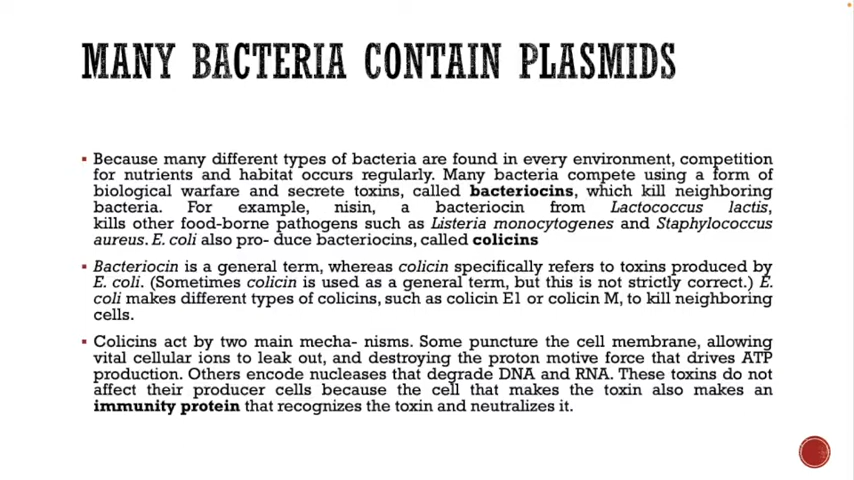 MANY BACTERIA CONTAIN PLASMIDS
▪ Because many different types of bacteria are found in every environment, competition
for nutrients and habitat occurs regularly. Many bacteria compete using a form of
biological warfare and secrete toxins, called bacteriocins, which kill neighboring
bacteria. For example, nisin, a bacteriocin from Lactococcus lactis,
kills other food-borne pathogens such as Listeria monocytogenes and Staphylococcus
aureus. E. coli also pro- duce bacteriocins, called colicins
▪ Bacteriocin is a general term, whereas colicin specifically refers to toxins produced by
E. coli. (Sometimes colicin is used as a general term, but this is not strictly correct.) E.
coli makes different types of colicins, such as colicin E1 or colicin M, to kill neighboring
cells.
▪ Colicins act by two main mecha- nisms. Some puncture the cell membrane, allowing
vital cellular ions to leak out, and destroying the proton motive force that drives ATP
production. Others encode nucleases that degrade DNA and RNA. These toxins do not
affect their producer cells because the cell that makes the toxin also makes an
immunity protein that recognizes the toxin and neutralizes it.